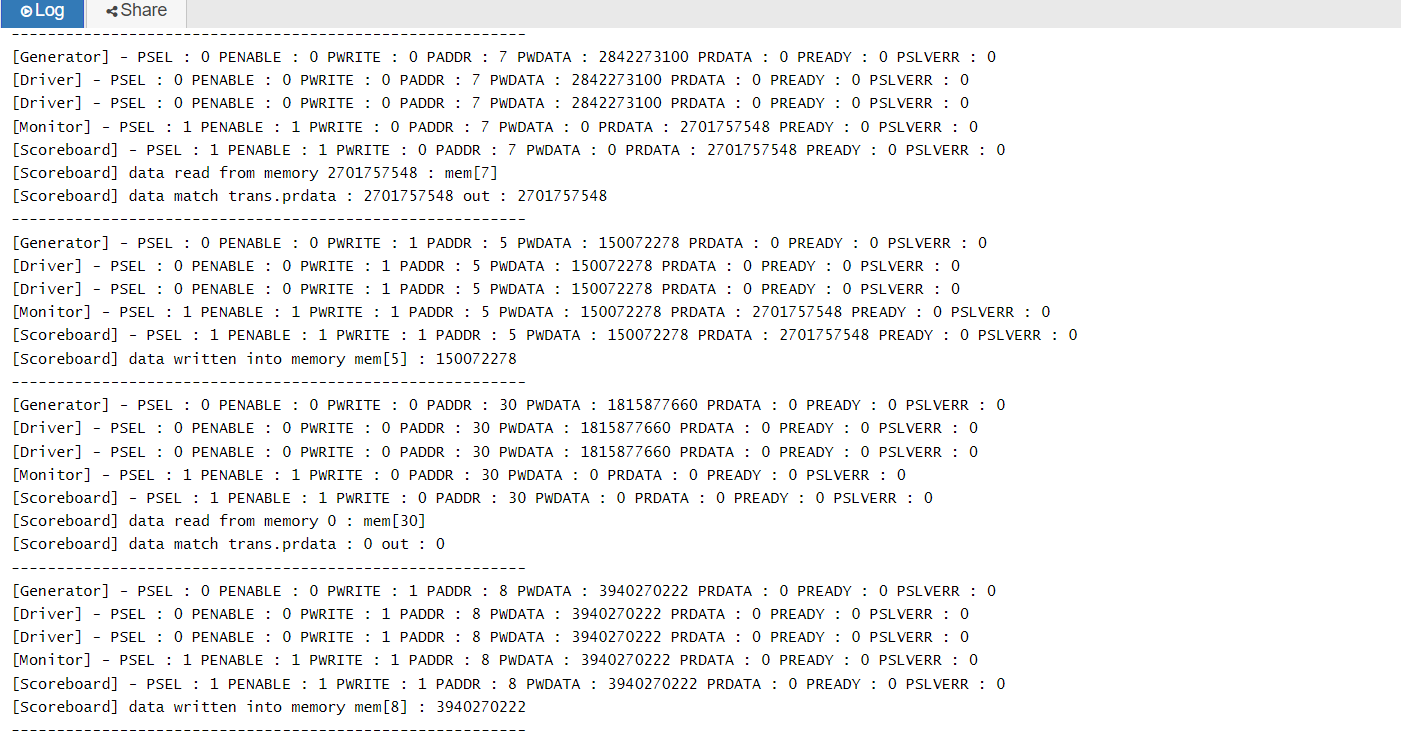 Log Share
---------------------------------------------------------
[Generator] - PSEL : 0 PENABLE : 0 PWRITE : 0 PADDR : 7 PWDATA : 2842273100 PRDATA : 0 PREADY : 0 PSLVERR : 0
[Driver] - PSEL : 0 PENABLE : 0 PWRITE : 0 PADDR : 7 PWDATA : 2842273100 PRDATA : 0 PREADY : 0 PSLVERR : 0
[Driver] - PSEL : 0 PENABLE : 0 PWRITE : 0 PADDR : 7 PWDATA : 2842273100 PRDATA : 0 PREADY : 0 PSLVERR : 0
[Monitor] - PSEL : 1 PENABLE : 1 PWRITE : 0 PADDR : 7 PWDATA : 0 PRDATA : 2701757548 PREADY : 0 PSLVERR : 0
[Scoreboard] - PSEL : 1 PENABLE : 1 PWRITE : 0 PADDR : 7 PWDATA : 0 PRDATA : 2701757548 PREADY : 0 PSLVERR : 0
[Scoreboard] data read from memory 2701757548 : mem[7]
[Scoreboard] data match trans.prdata : 2701757548 out : 2701757548
---------------------------------------------------------
[Generator] - PSEL : 0 PENABLE : 0 PWRITE : 1 PADDR : 5 PWDATA : 150072278 PRDATA : 0 PREADY : 0 PSLVERR : 0
[Driver] - PSEL : 0 PENABLE : 0 PWRITE : 1 PADDR : 5 PWDATA : 150072278 PRDATA : 0 PREADY : 0 PSLVERR : 0
[Driver] - PSEL : 0 PENABLE : 0 PWRITE : 1 PADDR : 5 PWDATA : 150072278 PRDATA : 0 PREADY : 0 PSLVERR : 0
[Monitor] - PSEL : 1 PENABLE : 1 PWRITE : 1 PADDR : 5 PWDATA : 150072278 PRDATA : 2701757548 PREADY : 0 PSLVERR : 0
[Scoreboard] - PSEL : 1 PENABLE : 1 PWRITE : 1 PADDR : 5 PWDATA : 150072278 PRDATA : 2701757548 PREADY : 0 PSLVERR : 0
[Scoreboard] data written into memory mem[5] : 150072278
---------------------------------------------------------
[Generator] - PSEL : 0 PENABLE : 0 PWRITE : 0 PADDR : 30 PWDATA : 1815877660 PRDATA : 0 PREADY : 0 PSLVERR : 0
[Driver] - PSEL : 0 PENABLE : 0 PWRITE : 0 PADDR : 30 PWDATA : 1815877660 PRDATA : 0 PREADY : 0 PSLVERR : 0
[Driver] - PSEL : 0 PENABLE : 0 PWRITE : 0 PADDR : 30 PWDATA : 1815877660 PRDATA : 0 PREADY : 0 PSLVERR : 0
[Monitor] - PSEL : 1 PENABLE : 1 PWRITE : 0 PADDR : 30 PWDATA : 0 PRDATA : 0 PREADY : 0 PSLVERR : 0
[Scoreboard] - PSEL : 1 PENABLE : 1 PWRITE : 0 PADDR : 30 PWDATA : 0 PRDATA : 0 PREADY : 0 PSLVERR : 0
[Scoreboard] data read from memory 0 : mem[30]
[Scoreboard] data match trans.prdata : 0 out : 0
---------------------------------------------------------
[Generator] - PSEL : 0 PENABLE : 0 PWRITE : 1 PADDR : 8 PWDATA : 3940270222 PRDATA : 0 PREADY : 0 PSLVERR : 0
[Driver] - PSEL : 0 PENABLE : 0 PWRITE : 1 PADDR : 8 PWDATA : 3940270222 PRDATA : 0 PREADY : 0 PSLVERR : 0
[Driver] - PSEL : 0 PENABLE : 0 PWRITE : 1 PADDR : 8 PWDATA : 3940270222 PRDATA : 0 PREADY : 0 PSLVERR : 0
[Monitor] - PSEL : 1 PENABLE : 1 PWRITE : 1 PADDR : 8 PWDATA : 3940270222 PRDATA : 0 PREADY : 0 PSLVERR : 0
[Scoreboard] - PSEL : 1 PENABLE : 1 PWRITE : 1 PADDR : 8 PWDATA : 3940270222 PRDATA : 0 PREADY : 0 PSLVERR : 0
[Scoreboard] data written into memory mem[8] : 3940270222
---------------------------------------------------------